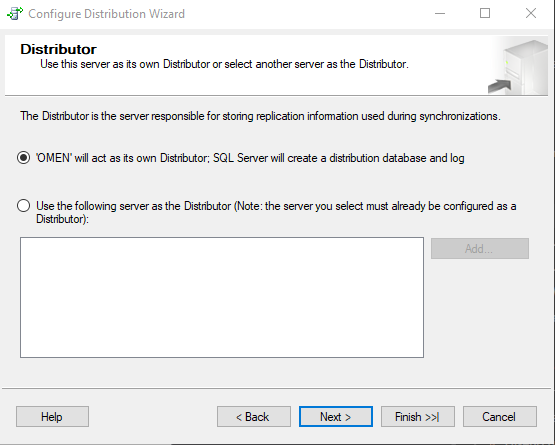 Configure Distribution Wizard
Distributor
Use this server as its own Distributor or select another server as the Distributor.
The Distributor is the server responsible for storing replication information used during synchronizations.
'OMEN' will act as its own Distributor; SQL Server will create a distribution database and log
Use the following server as the Distributor (Note: the server you select must already be configured as a
Distributor):
Add...
Help
< Back
Next >
Finish >>|
Cancel